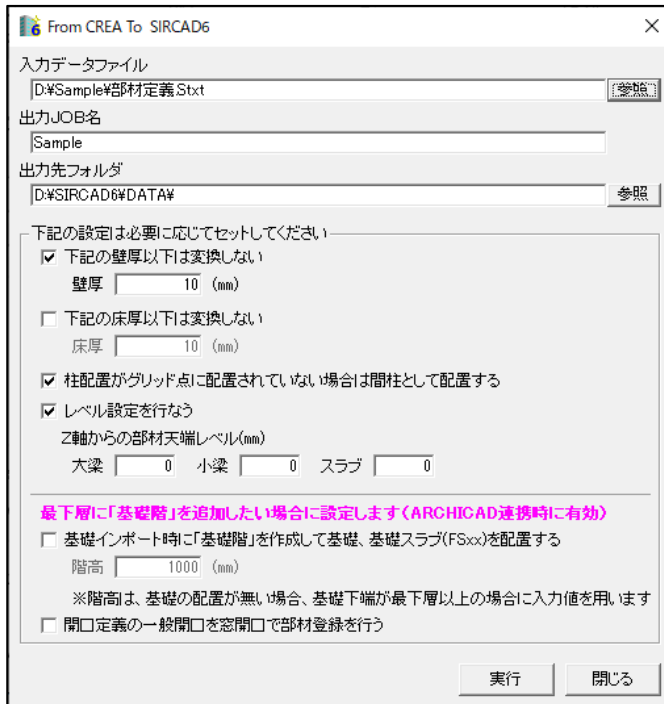 From CREA To SIRCAD6
入力データファイル
D:¥Sample¥部材定義.Stxt
参照
出力JOB名
Sample
出力先フォルダ
D:¥SIRCAD6¥DATA¥
参照
下記の設定は必要に応じてセットしてください
下記の壁厚以下は変換しない
壁厚 10 (mm)
下記の床厚以下は変換しない
床厚 10 (mm)
柱配置がグリッド点に配置されていない場合は間柱として配置する
レベル設定を行なう
Z軸からの部材天端レベル(mm)
大梁 0 小梁 0 スラブ 0
最下層に「基礎階」を追加したい場合に設定します(ARCHICAD連携時に有効)
基礎インポート時に「基礎階」を作成して基礎、基礎スラブ(FSxx)を配置する
階高 1000 (mm)
※階高は、基礎の配置が無い場合、基礎下端が最下層以上の場合に入力値を用います
開口定義の一般開口を窓開口で部材登録を行う
実行 閉じる